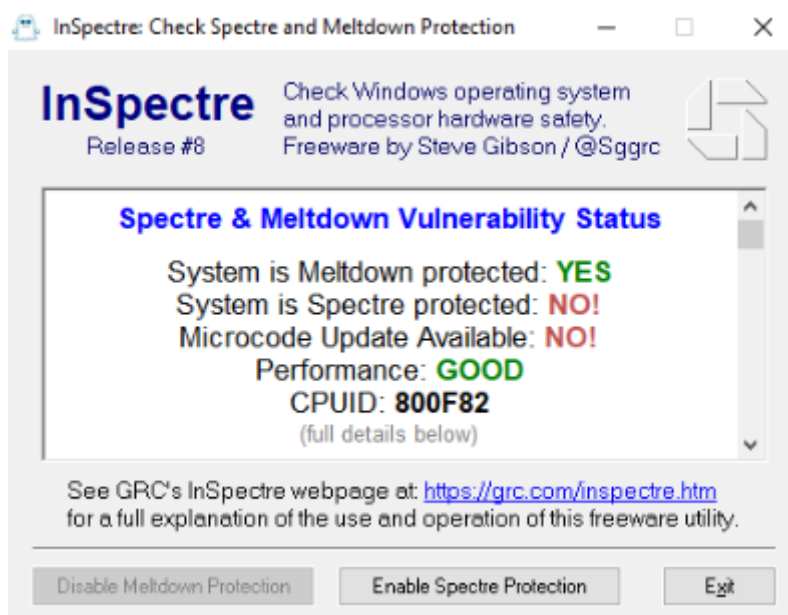 InSpectre: Check Spectre and Meltdown Protection
InSpectre
Release #8
Check Windows operating system
and processor hardware safety.
Freeware by Steve Gibson / @Sggrc
Spectre & Meltdown Vulnerability Status
System is Meltdown protected: YES
System is Spectre protected: NO!
Microcode Update Available: NO!
Performance: GOOD
CPUID: 800F82
(full details below)
See GRC's InSpectre webpage at: https://grc.com/inspectre.htm
for a full explanation of the use and operation of this freeware utility.
Disable Meltdown Protection
Enable Spectre Protection
Exit